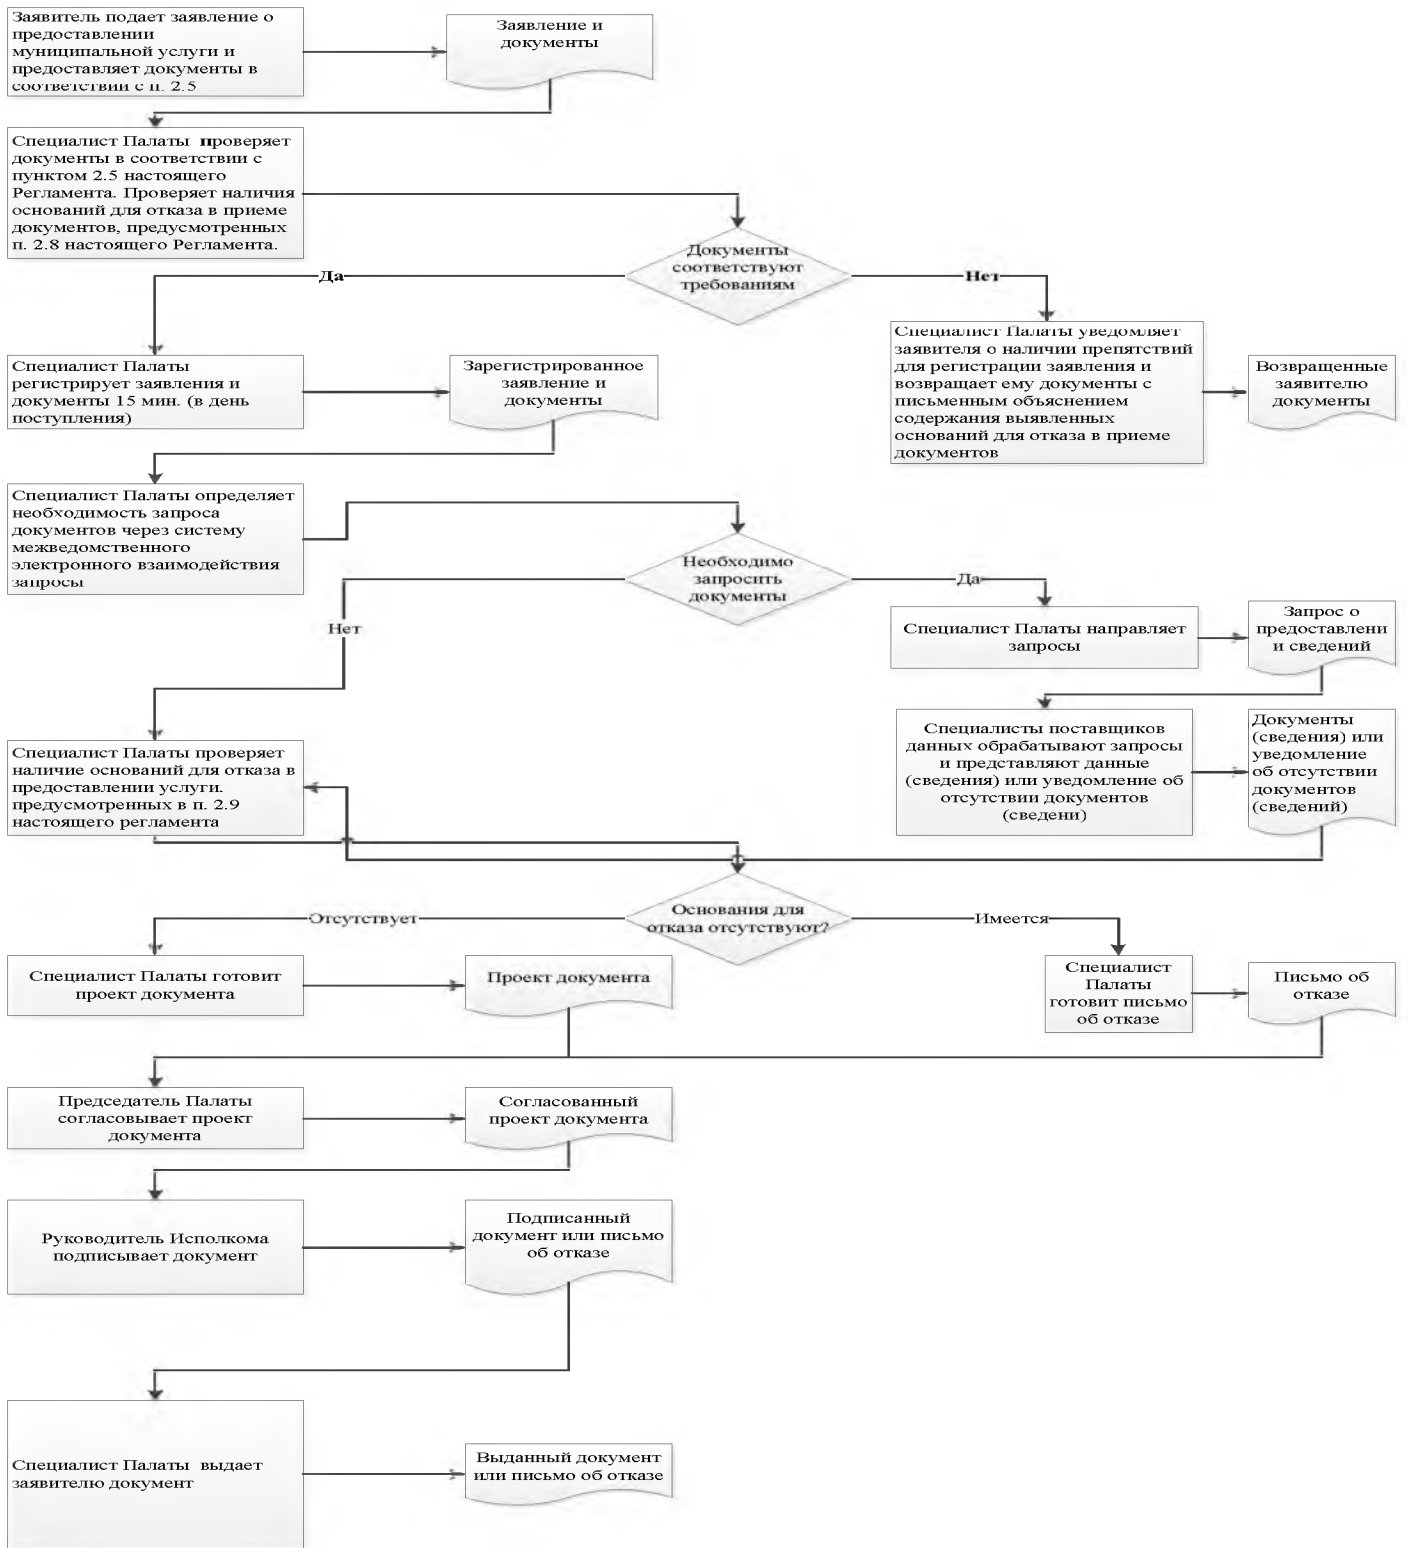 Заявитель подает заявление о
предоставлении
муниципальной услуги и
предоставляет документы в
соответствии с п. 2.5
Заявление и
документы
Специалист Палаты проверяет
документы в соответствии с
пунктом 2.5 настоящего
Регламента. Проверяет наличия
оснований для отказа в приеме
документов, предусмотренных
п. 2.8 настоящего Регламента.
Документы
соответствуют
требованиям
Да
Нет
Специалист Палаты
регистрирует заявления и
документы 15 мин. (в день
поступления)
Зарегистрированное
заявление и
документы
Специалист Палаты уведомляет
заявителя о наличии препятствий
для регистрации заявления и
возвращает ему документы с
письменным объяснением
содержания выявленных
оснований для отказа в приеме
документов
Возвращенные
заявителю
документы
Специалист Палаты определяет
необходимость запроса
документов через систему
межведомственного
электронного взаимодействия
запросы
Необходимо
запросить
документы
Да
Нет
Специалист Палаты направляет
запросы
Запрос о
предоставлени
и сведений
Специалисты поставщиков
данных обрабатывают запросы
и представляют данные
(сведения) или уведомление об
отсутствии документов
(сведени)
Документы
(сведения) или
уведомление
об отсутствии
документов
(сведений)
Специалист Палаты проверяет
наличие оснований для отказа в
предоставлении услуги.
предусмотренных в п. 2.9
настоящего регламента
Основания для
отказа отсутствуют?
Отсутствует
Имеется
Специалист Палаты готовит
проект документа
Проект документа
Специалист
Палаты
готовит письмо
об отказе
Письмо об
отказе
Председатель Палаты
согласовывает проект
документа
Согласованный
проект документа
Руководитель Исполкома
подписывает документ
Подписанный
документ или письмо
об отказе
Специалист Палаты выдает
заявителю документ
Выданный документ
или письмо об отказе